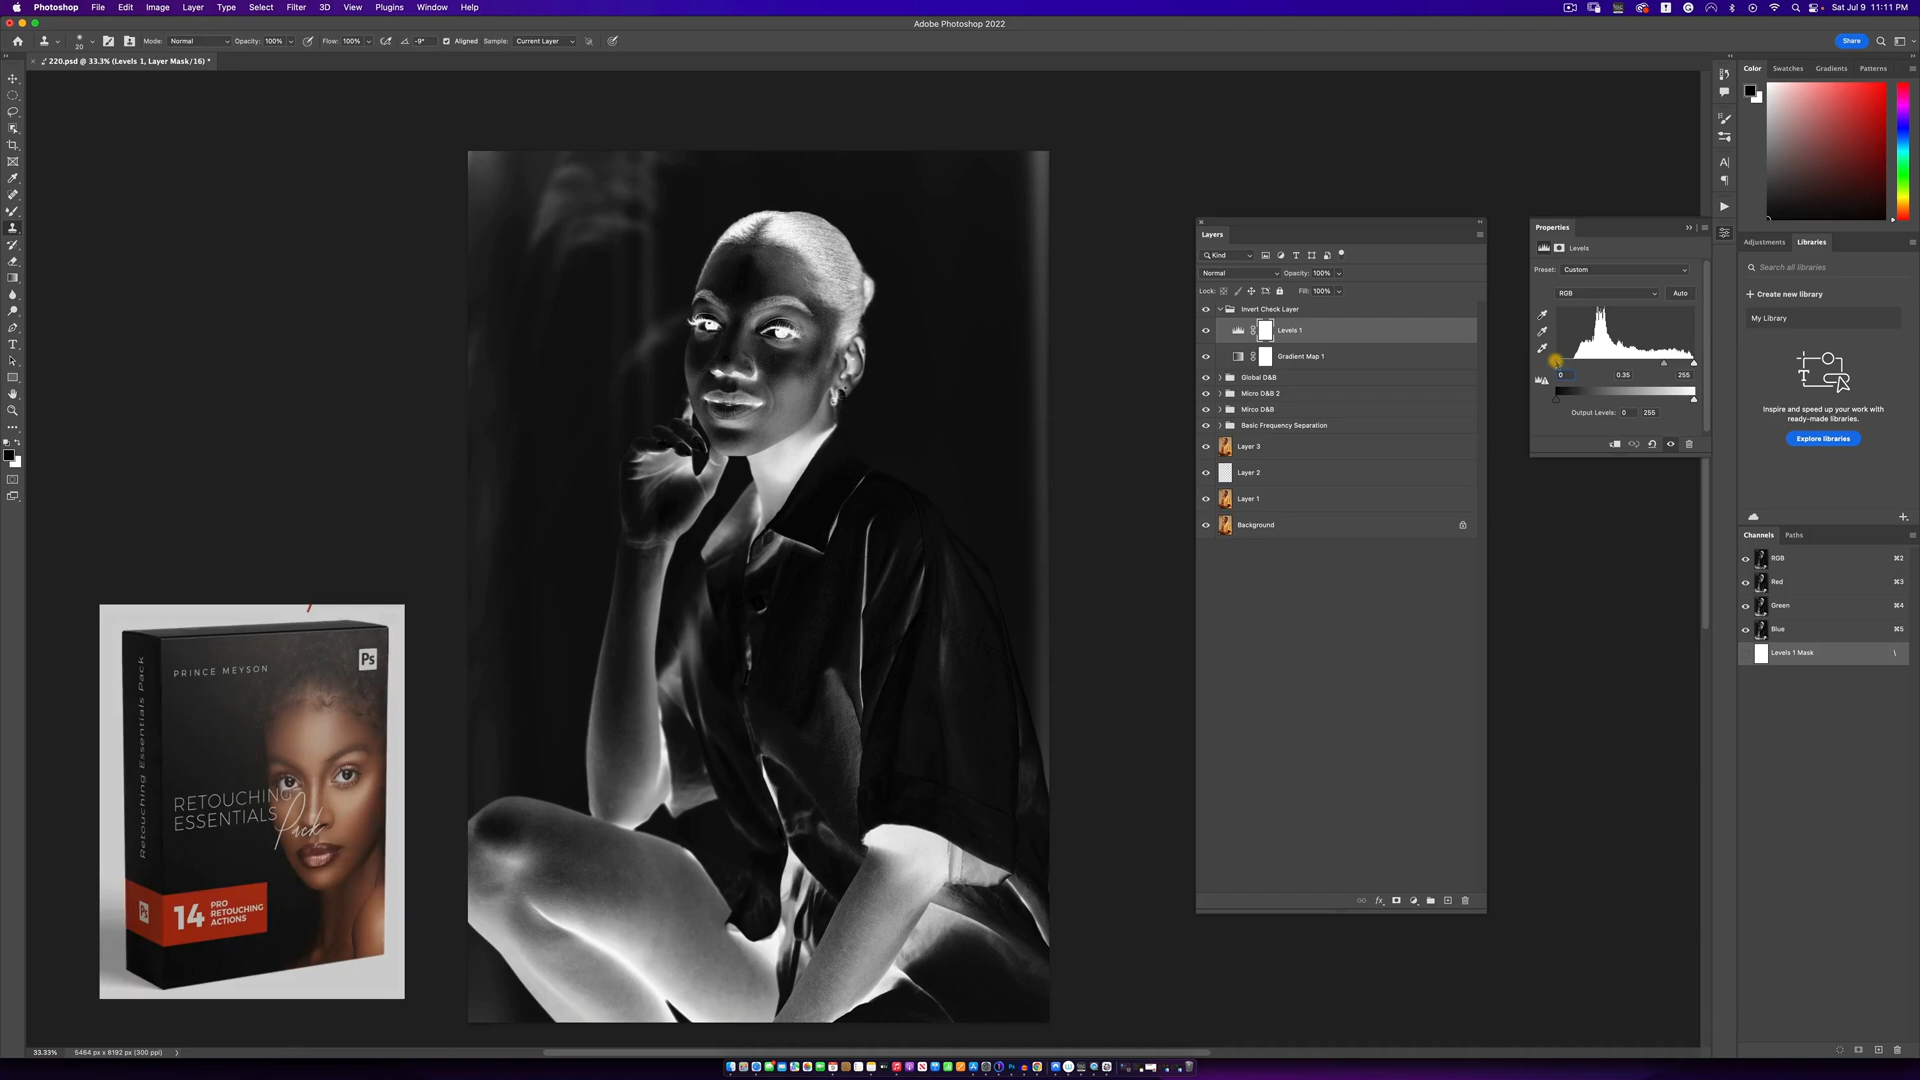 Photoshop File Edit Image Layer Type Select Filter 3D View Plugins Window Help
Sat Jul 9 11:11 PM
Adobe Photoshop 2022
20 Mode: Normal Opacity: 100% Flow: 100% -9° Aligned Sample: Current Layer
Share
220.psd @ 33.3% (Levels 1, Layer Mask/16) *
Color Swatches Gradients Patterns
Properties
Levels
Preset: Custom
RGB Auto
0 0.35 255
Output Levels: 0 255
Layers
Kind
Normal Opacity: 100%
Lock: Fill: 100%
Invert Check Layer
Levels 1
Gradient Map 1
Global D&B
Micro D&B 2
Mirco D&B
Basic Frequency Separation
Layer 3
Layer 2
Layer 1
Background
Adjustments Libraries
Search all libraries
Create new library
My Library
Inspire and speed up your work with
ready-made libraries.
Explore libraries
Channels Paths
RGB ⌘2
Red ⌘3
Green ⌘4
Blue ⌘5
Levels 1 Mask \
PRINCE MEYSON
Ps
Retouching Essentials Pack
RETOUCHING
ESSENTIALS
Pack
14 PRO
RETOUCHING
ACTIONS
Ps
33.33% 5464 px x 8192 px (300 ppi)